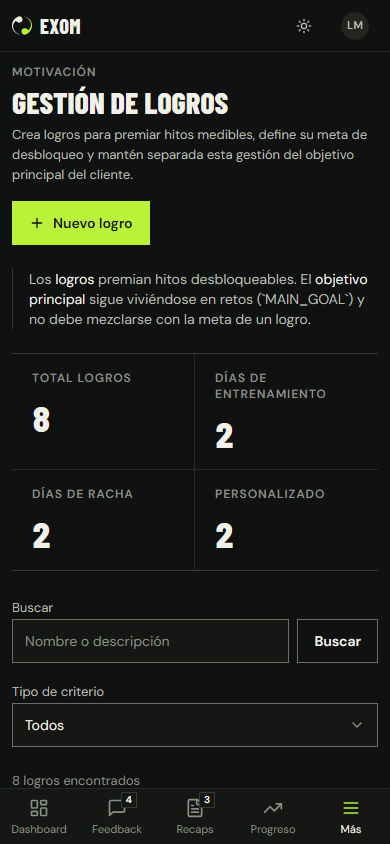 EXOM
LM
MOTIVACIÓN
GESTIÓN DE LOGROS
Crea logros para premiar hitos medibles, define su meta de
desbloqueo y mantén separada esta gestión del objetivo
principal del cliente.
+ Nuevo logro
Los logros premian hitos desbloqueables. El objetivo
principal sigue viviéndose en retos (`MAIN_GOAL`) y
no debe mezclarse con la meta de un logro.
TOTAL LOGROS
8
DÍAS DE
ENTRENAMIENTO
2
DÍAS DE RACHA
2
PERSONALIZADO
2
Buscar
Nombre o descripción
Buscar
Tipo de criterio
Todos
8 logros encontrados
4
3
Dashboard
Feedback
Recaps
Progreso
Más